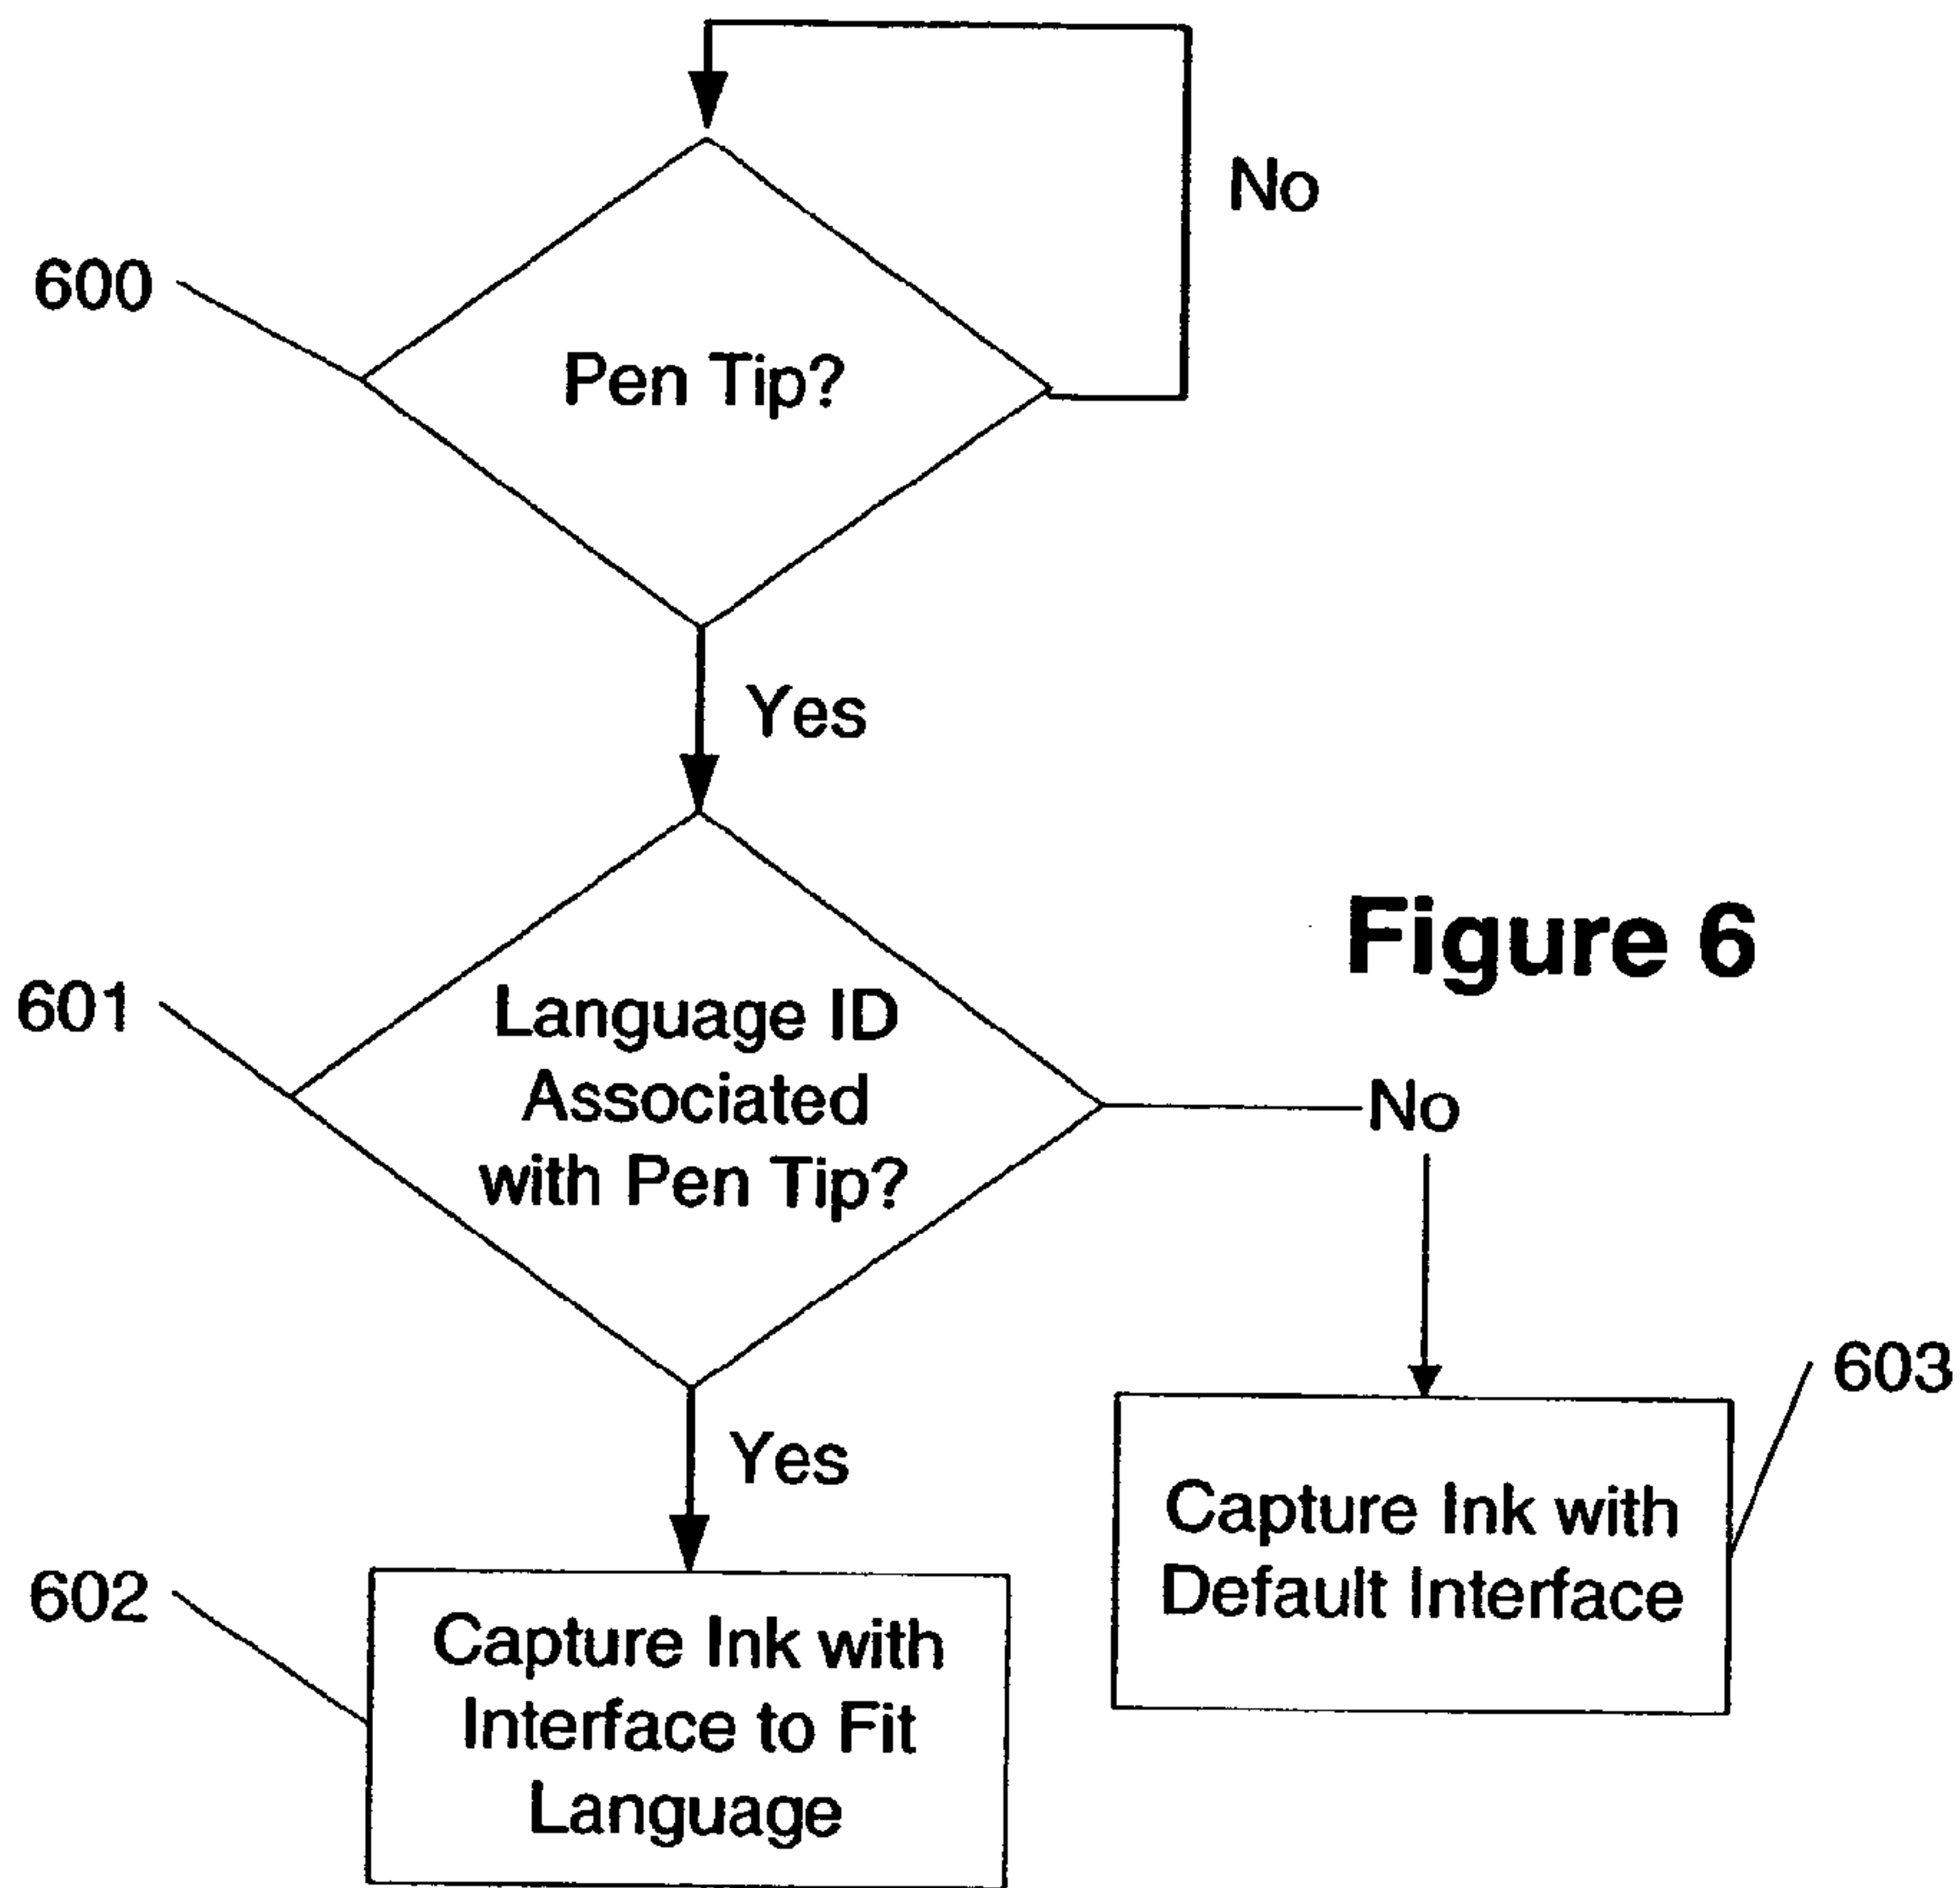 No
600
Pen Tip?
Yes
Figure 6
601
Language ID
Associated
with Pen Tip?
No
Yes
603
Capture Ink with
Default Interface
602
Capture Ink with
Interface to Fit
Language